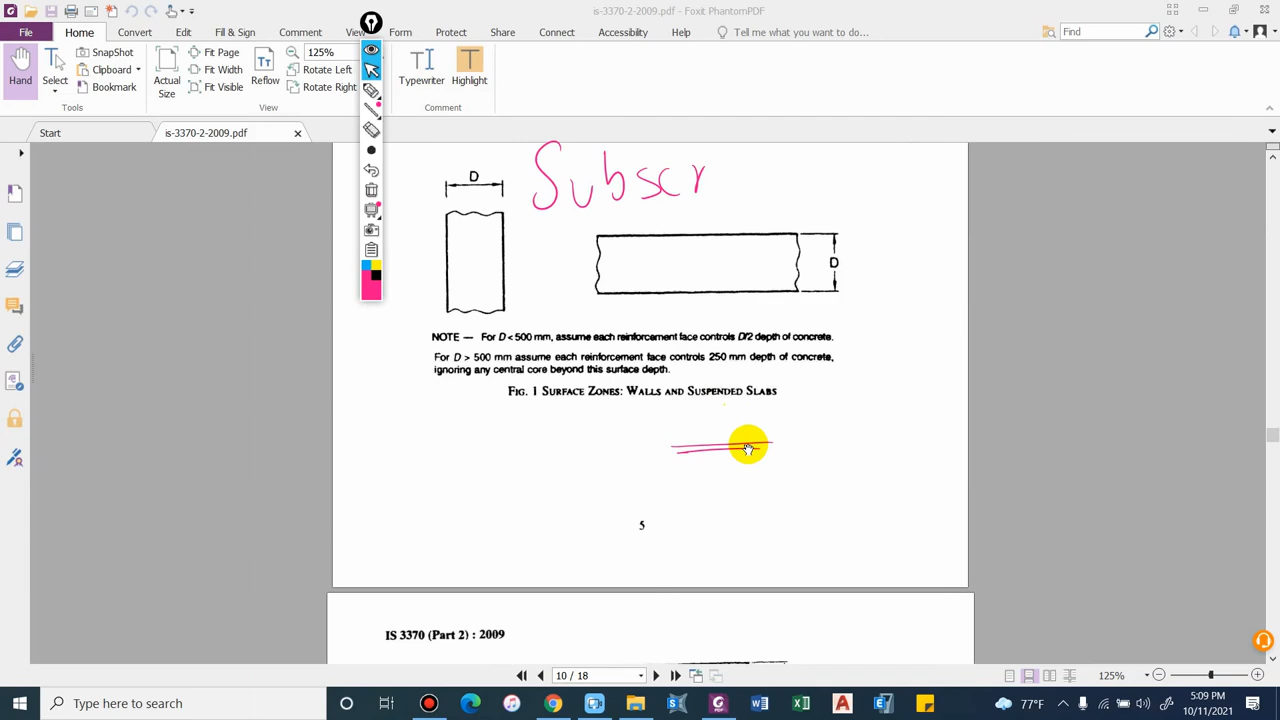 is-3370-2-2009.pdf - Foxit PhantomPDF
File Home Convert Edit Fill & Sign Comment View Form Protect Share Connect Accessibility Help Tell me what you want to do… Find
Hand
Select
SnapShot
Clipboard
Bookmark
Tools
Actual Size
Fit Page
Fit Width
Fit Visible
Reflow
125%
Rotate Left
Rotate Right
View
Typewriter
Highlight
Comment
Start
is-3370-2-2009.pdf
Subscr
D
D
NOTE — For D < 500 mm, assume each reinforcement face controls D/2 depth of concrete.
For D > 500 mm assume each reinforcement face controls 250 mm depth of concrete,
ignoring any central core beyond this surface depth.
FIG. 1 SURFACE ZONES: WALLS AND SUSPENDED SLABS
5
IS 3370 (Part 2) : 2009
10 / 18
125%
Type here to search
77°F
5:09 PM
10/11/2021